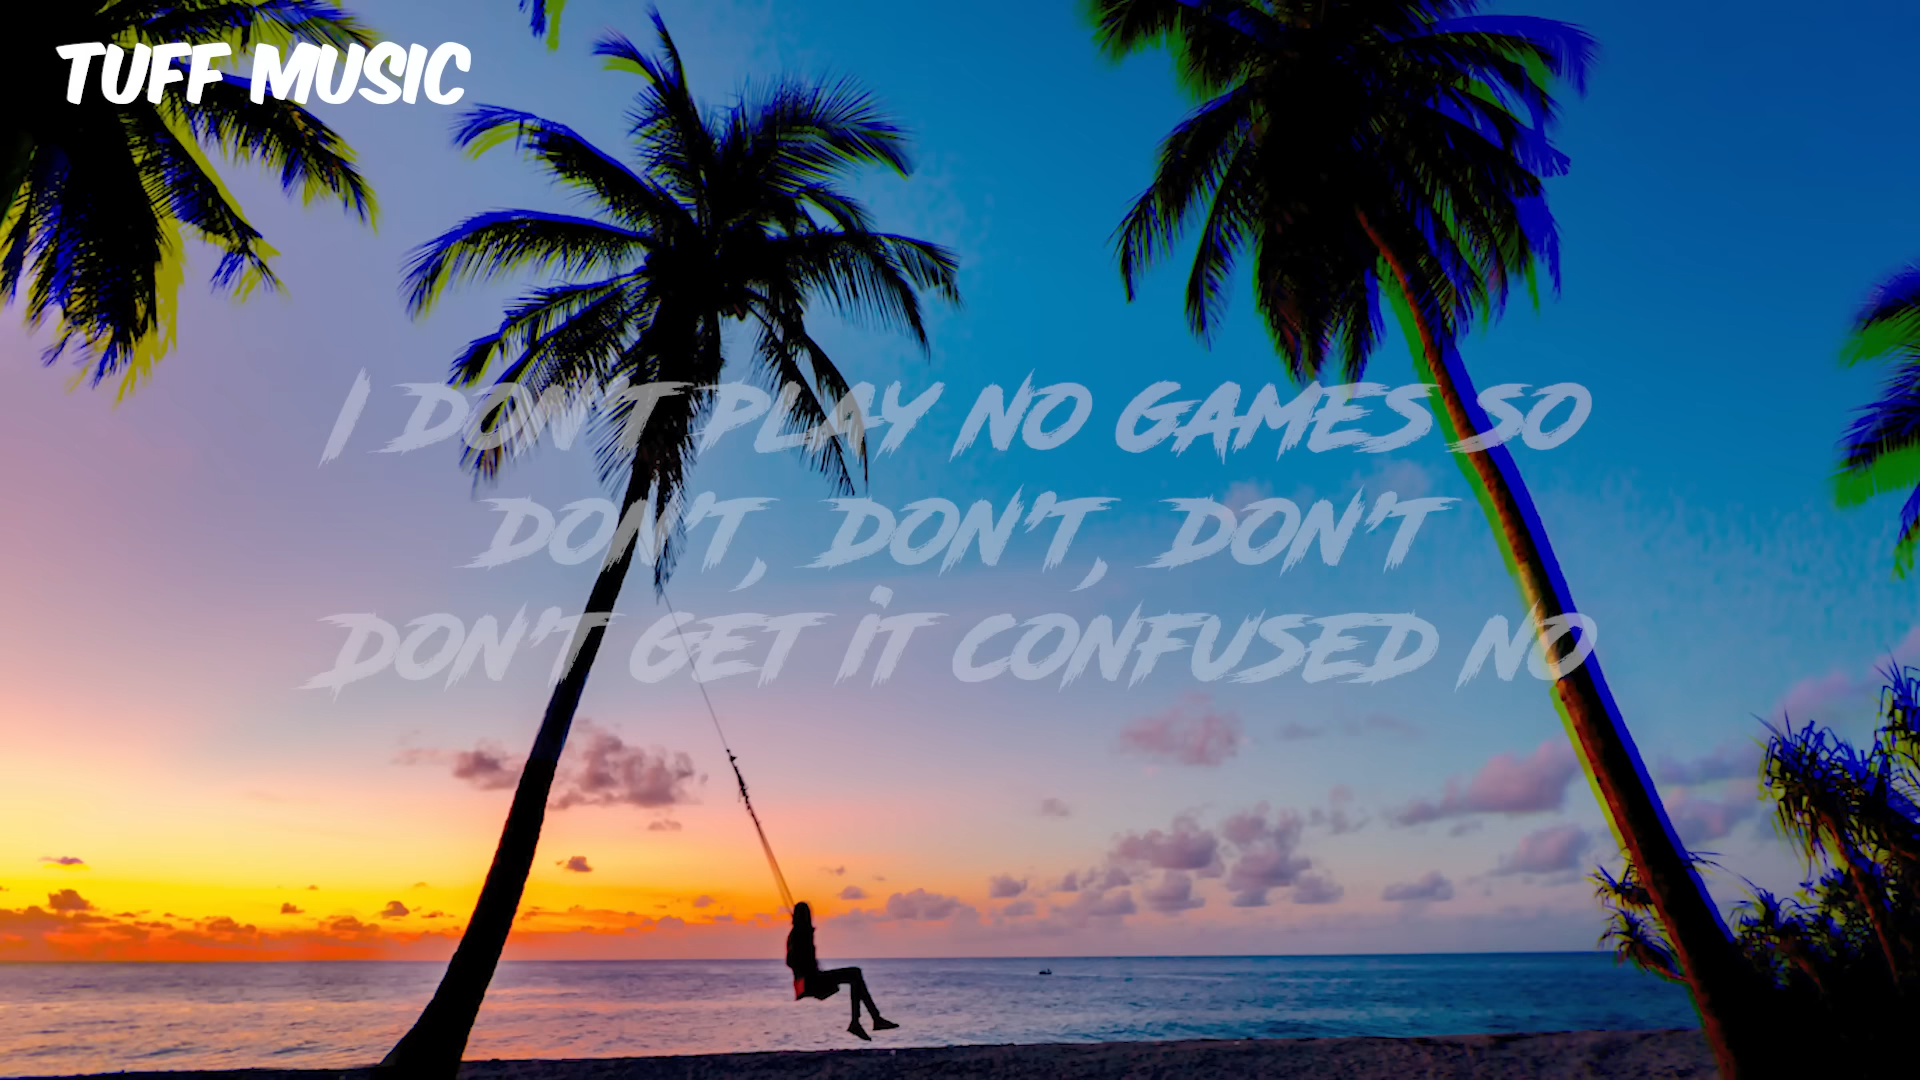 TUFF MUSIC
I DON'T PLAY NO GAMES SO
DON'T, DON'T, DON'T
DON'T GET IT CONFUSED NO